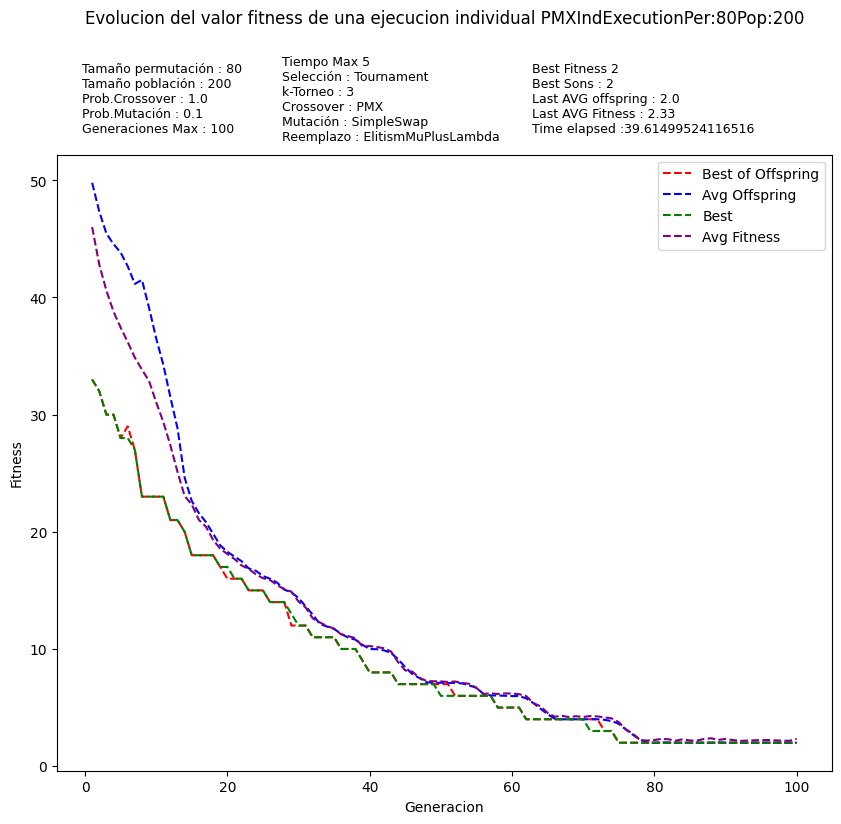 Evolucion del valor fitness de una ejecucion individual PMXIndExecutionPer:80Pop:200
Tamaño permutación : 80
Tamaño población : 200
Prob.Crossover : 1.0
Prob.Mutación : 0.1
Generaciones Max : 100
Tiempo Max 5
Selección : Tournament
k-Torneo : 3
Crossover : PMX
Mutación : SimpleSwap
Reemplazo : ElitismMuPlusLambda
Best Fitness 2
Best Sons : 2
Last AVG offspring : 2.0
Last AVG Fitness : 2.33
Time elapsed :39.61499524116516
Best of Offspring
Avg Offspring
Best
Avg Fitness
50
40
30
20
10
0
Fitness
0 20 40 60 80 100
Generacion